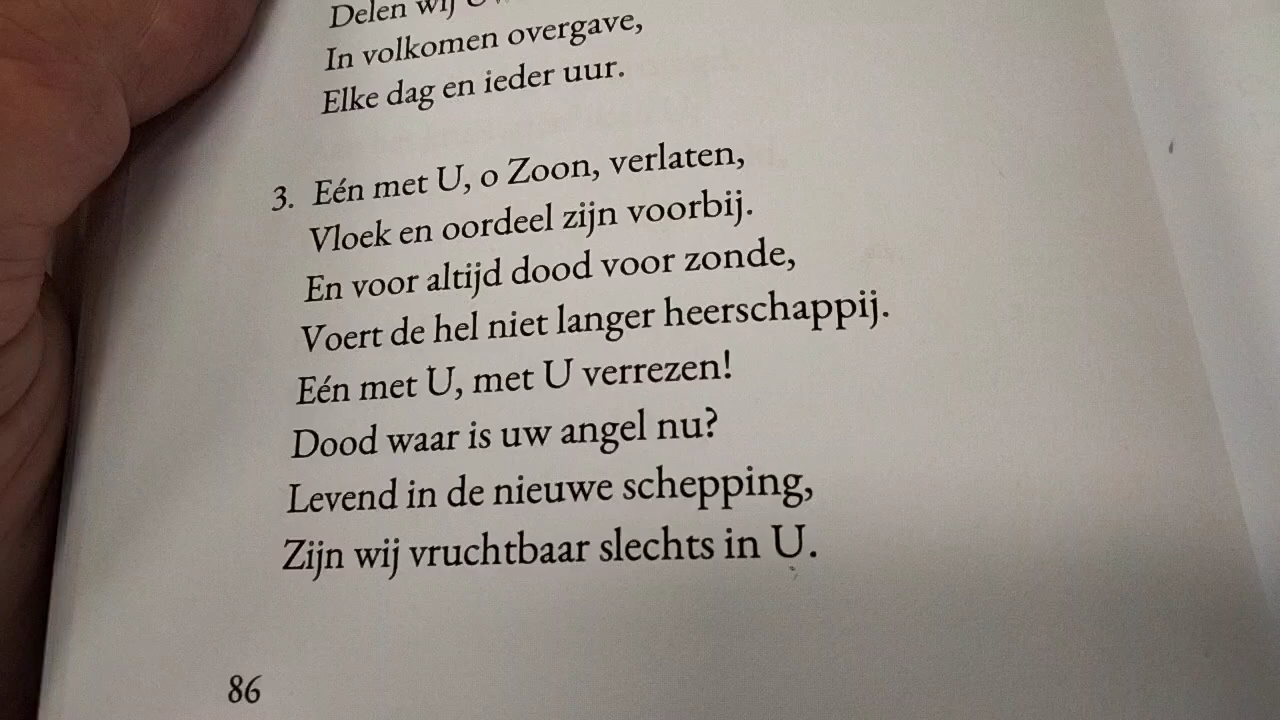 Delen wij
In volkomen overgave,
Elke dag en ieder uur.
3. Eén met U, o Zoon, verlaten,
Vloek en oordeel zijn voorbij.
En voor altijd dood voor zonde,
Voert de hel niet langer heerschappij.
Eén met U, met U verrezen!
Dood waar is uw angel nu?
Levend in de nieuwe schepping,
Zijn wij vruchtbaar slechts in U.
86